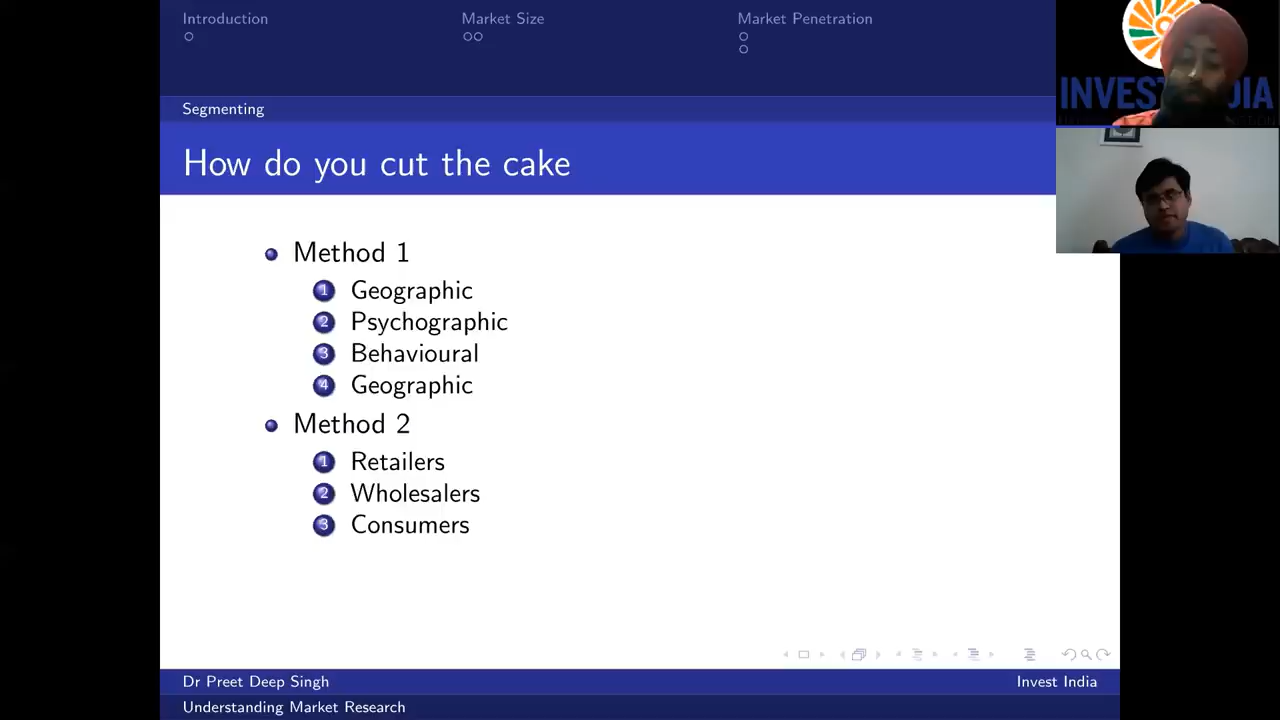 Introduction
Market Size
Market Penetration
Segmenting
How do you cut the cake
Method 1
1 Geographic
2 Psychographic
3 Behavioural
4 Geographic
Method 2
1 Retailers
2 Wholesalers
3 Consumers
Dr Preet Deep Singh
Invest India
Understanding Market Research